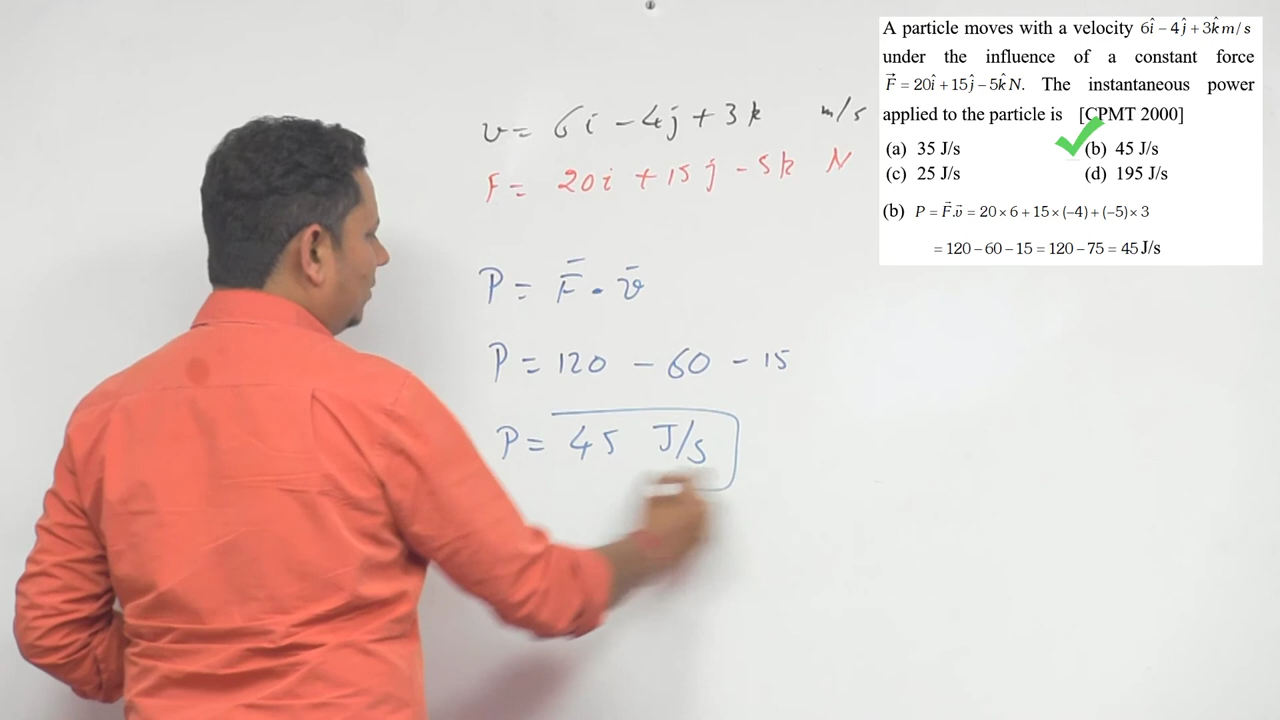 v = 6i - 4j + 3k m/s
F = 20i + 15j - 5k N
P = F̄ . v̄
P = 120 - 60 - 15
P = 45 J/s
A particle moves with a velocity 6î – 4ĵ + 3k̂ m/s
under the influence of a constant force
F⃗ = 20î + 15ĵ – 5k̂ N. The instantaneous power
applied to the particle is [CPMT 2000]
(a) 35 J/s (b) 45 J/s
(c) 25 J/s (d) 195 J/s
(b) P = F⃗.v⃗ = 20 × 6 + 15 × (–4) + (–5) × 3
= 120 – 60 – 15 = 120 – 75 = 45 J/s